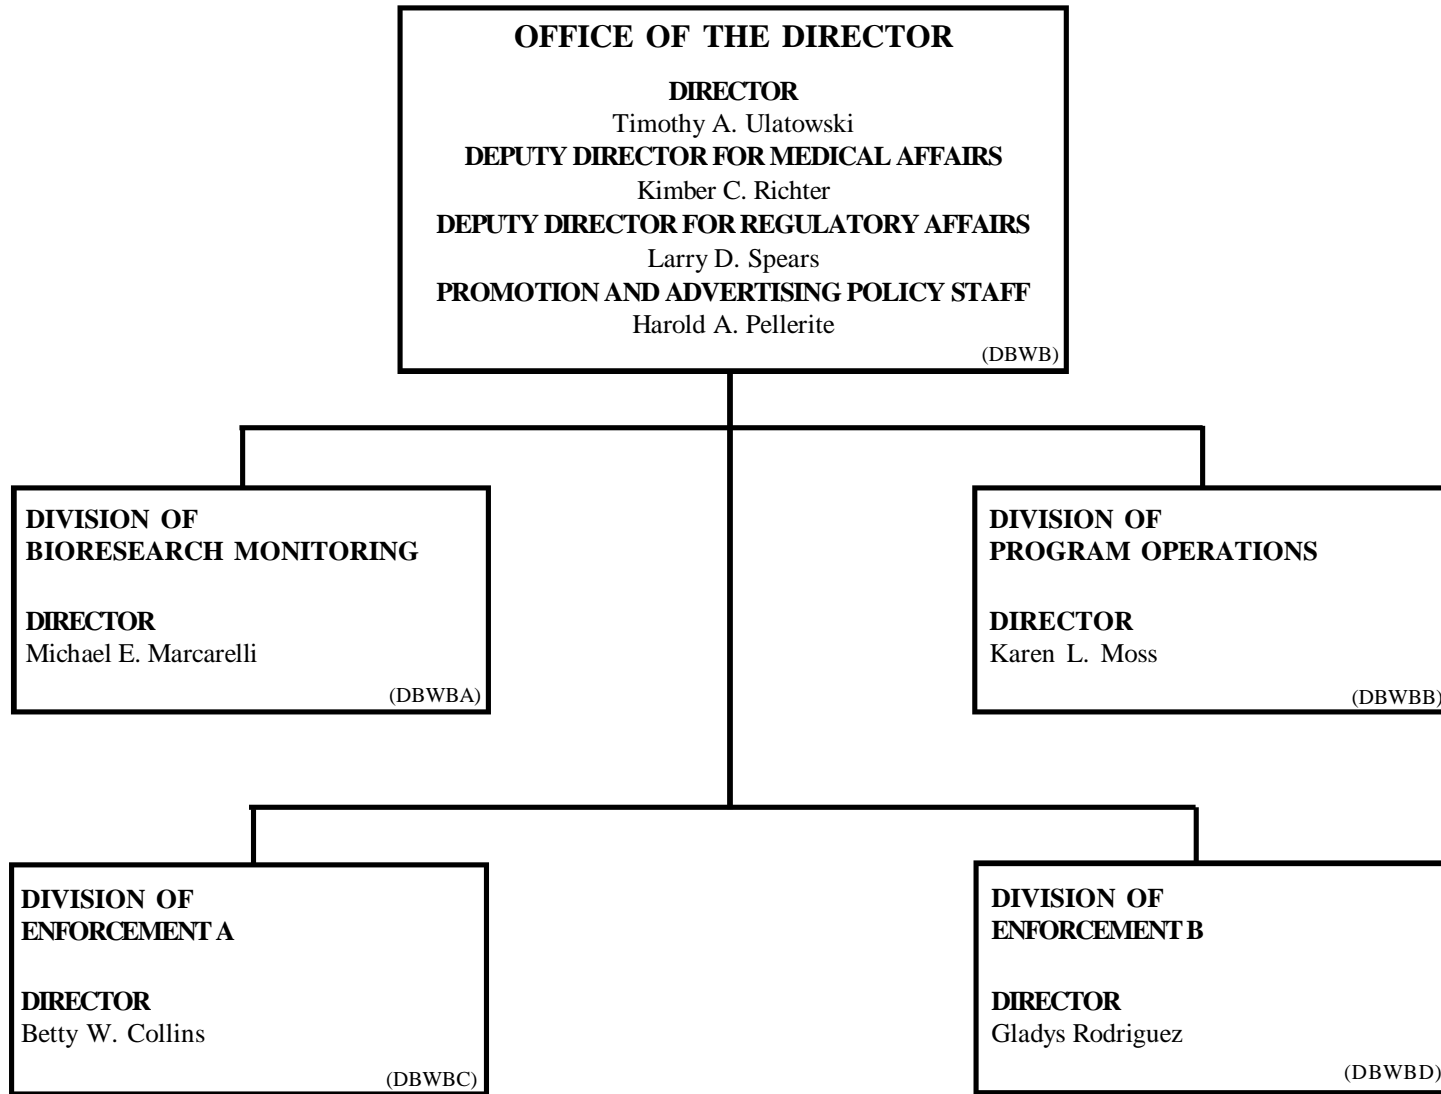 OFFICE OF THE DIRECTOR
DIRECTOR
Timothy A. Ulatowski
DEPUTY DIRECTOR FOR MEDICAL AFFAIRS
Kimber C. Richter
DEPUTY DIRECTOR FOR REGULATORY AFFAIRS
Larry D. Spears
PROMOTION AND ADVERTISING POLICY STAFF
Harold A. Pellerite
(DBWB)
DIVISION OF
BIORESEARCH MONITORING
DIRECTOR
Michael E. Marcarelli
(DBWBA)
DIVISION OF
PROGRAM OPERATIONS
DIRECTOR
Karen L. Moss
(DBWBB)
DIVISION OF
ENFORCEMENT A
DIRECTOR
Betty W. Collins
(DBWBC)
DIVISION OF
ENFORCEMENT B
DIRECTOR
Gladys Rodriguez
(DBWBD)